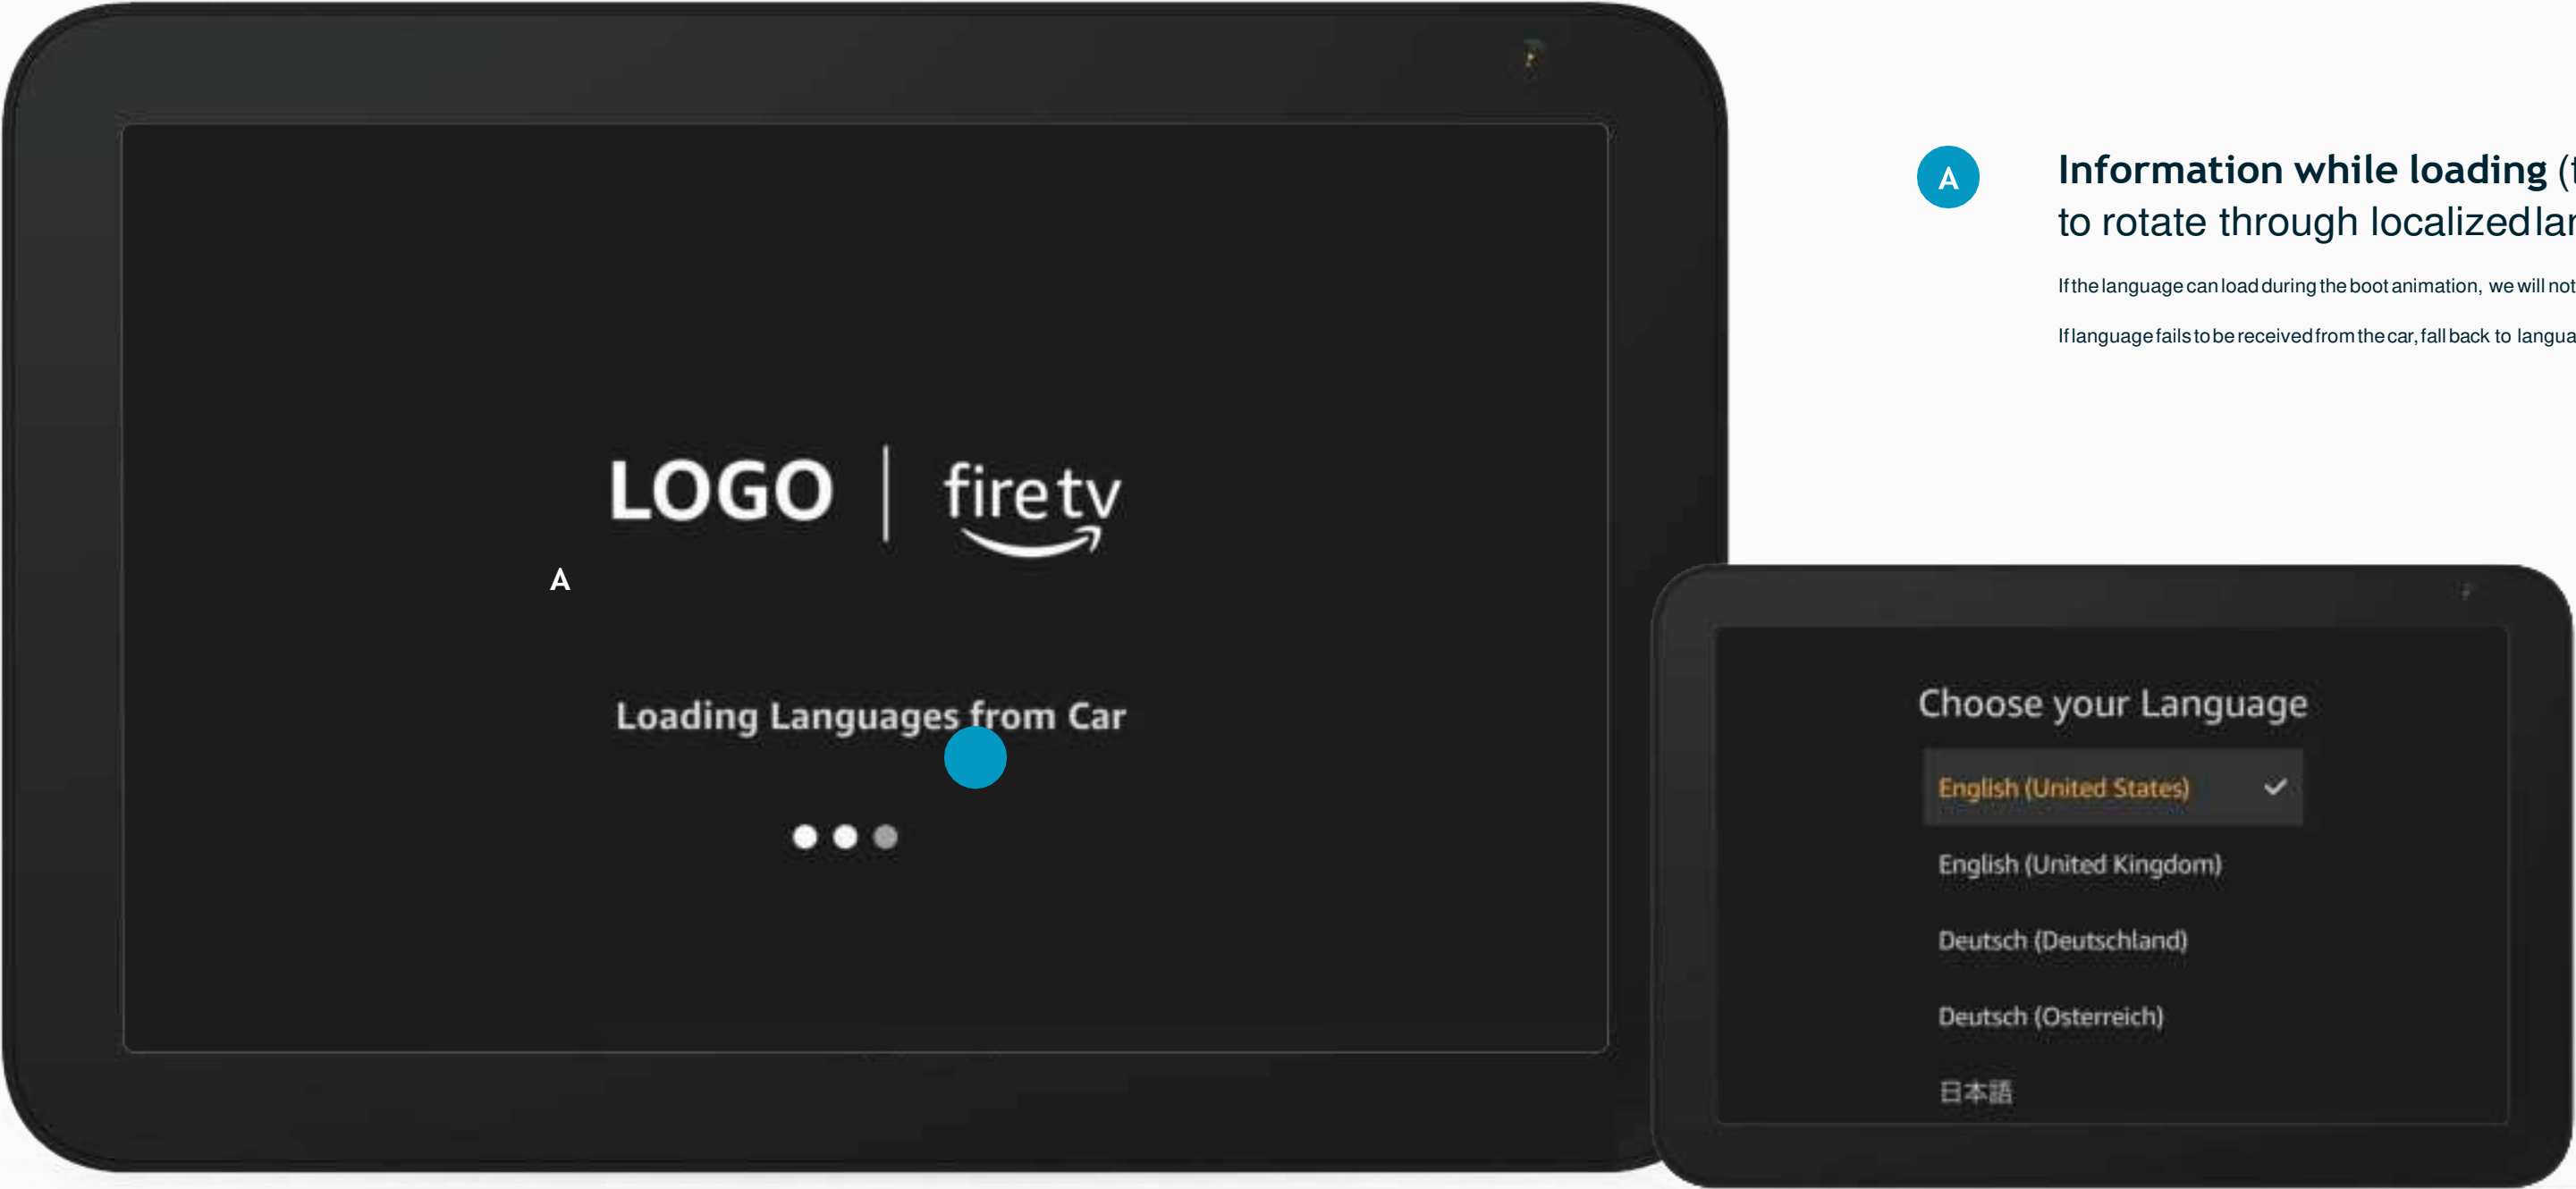 LOGO | fire tv
A
Loading Languages from Car
A
Information while loading (
to rotate through localized
If the language can load during the boot animation, we will not
If language fails to be received from the car, fall back to
Choose your Language
English (United States)
English (United Kingdom)
Deutsch (Deutschland)
Deutsch (Osterreich)
日本語